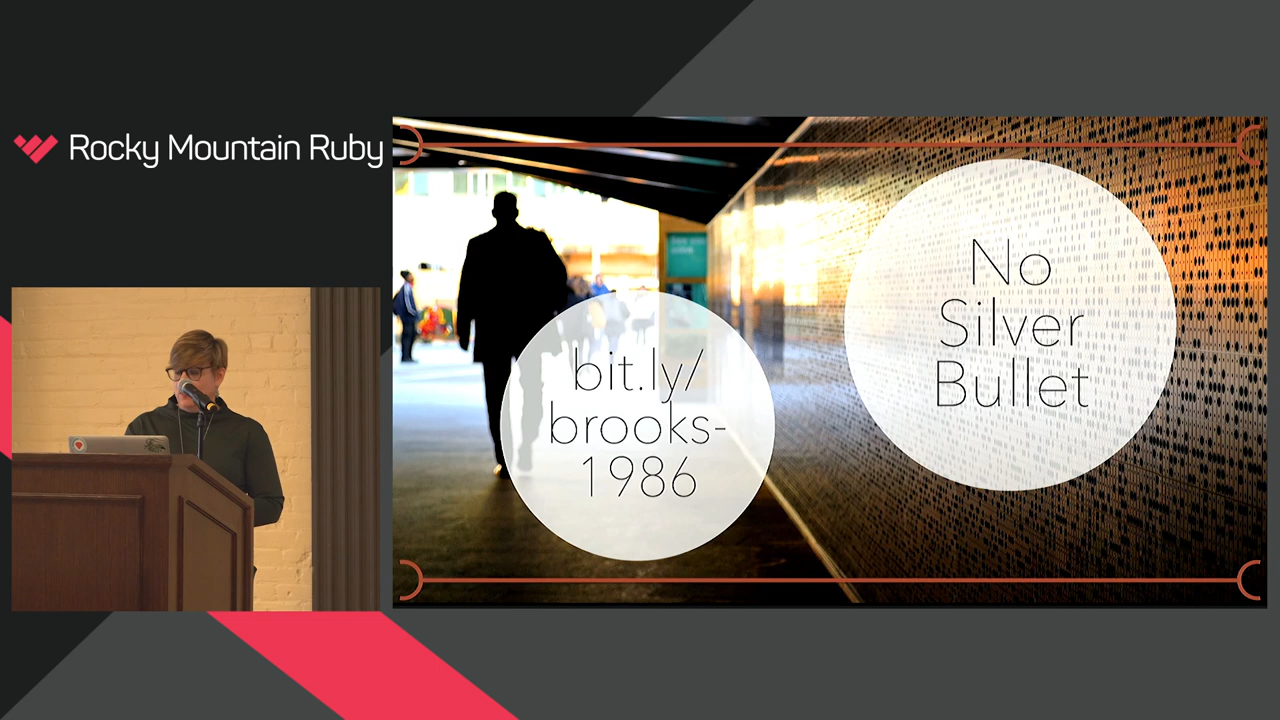 Rocky Mountain Ruby
No
Silver
Bullet
bit.ly/
brooks-
1986